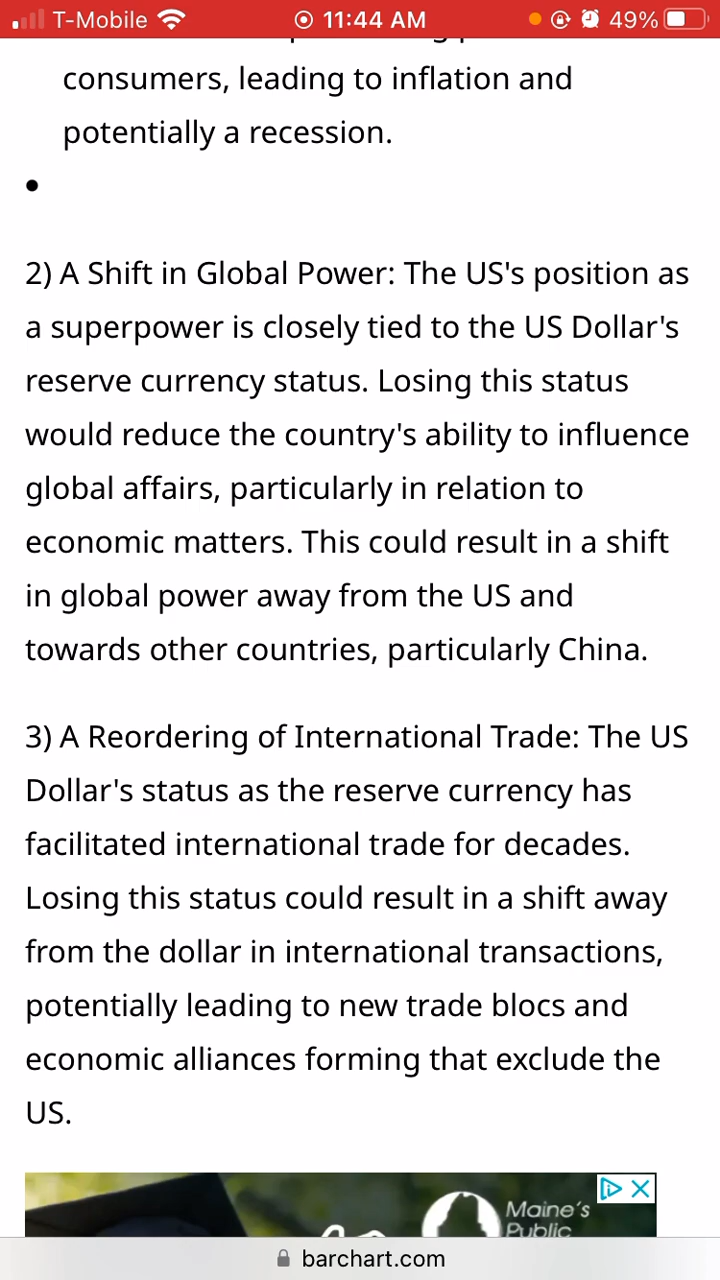 T-Mobile 11:44 AM 49%
consumers, leading to inflation and
potentially a recession.
•
2) A Shift in Global Power: The US's position as
a superpower is closely tied to the US Dollar's
reserve currency status. Losing this status
would reduce the country's ability to influence
global affairs, particularly in relation to
economic matters. This could result in a shift
in global power away from the US and
towards other countries, particularly China.
3) A Reordering of International Trade: The US
Dollar's status as the reserve currency has
facilitated international trade for decades.
Losing this status could result in a shift away
from the dollar in international transactions,
potentially leading to new trade blocs and
economic alliances forming that exclude the
US.
Maine's
Public
barchart.com